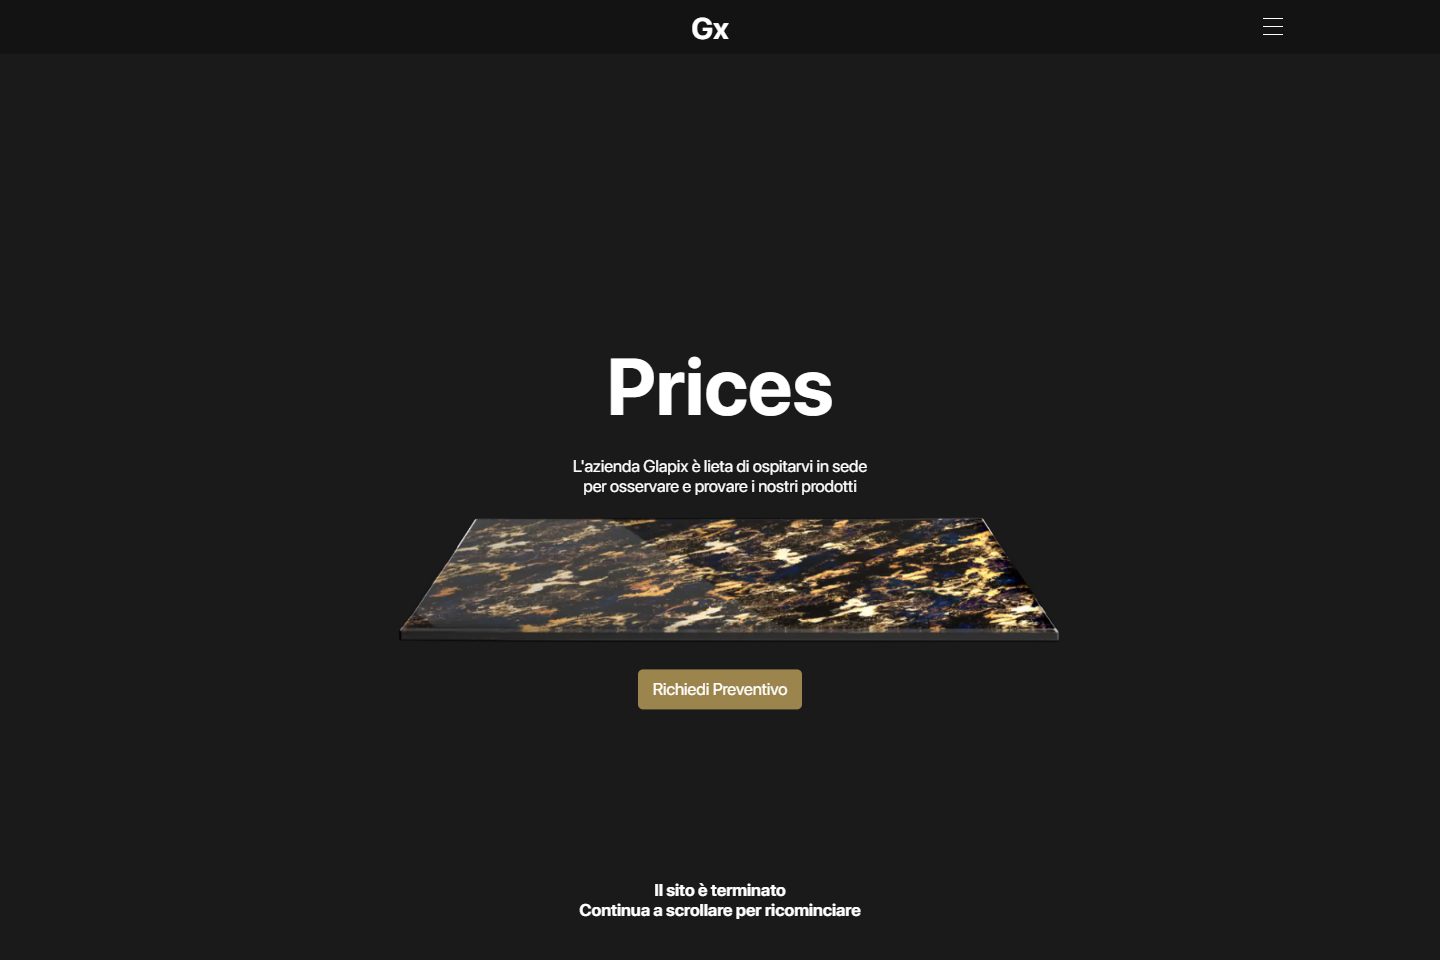 Gx
Prices
L'azienda Glapix è lieta di ospitarvi in sede
per osservare e provare i nostri prodotti
Richiedi Preventivo
Il sito è terminato
Continua a scrollare per ricominciare